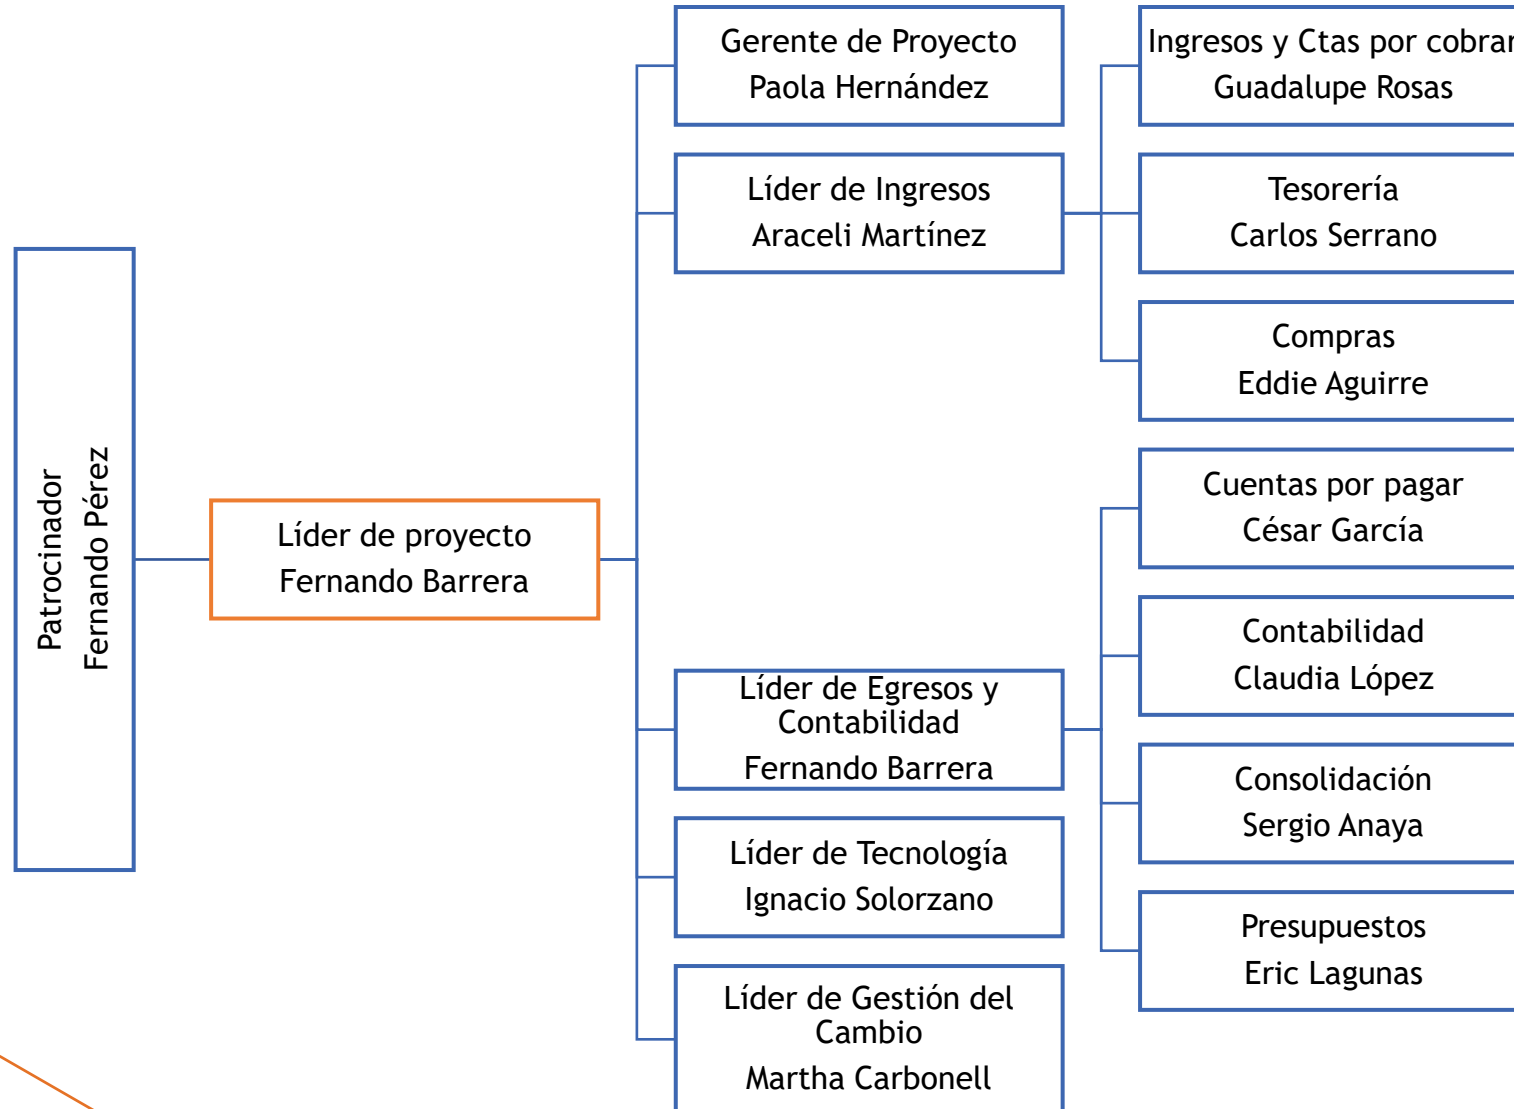 Patrocinador
Fernando Pérez
Líder de proyecto
Fernando Barrera
Gerente de Proyecto
Paola Hernández
Líder de Ingresos
Araceli Martínez
Ingresos y Ctas por cobrar
Guadalupe Rosas
Tesorería
Carlos Serrano
Compras
Eddie Aguirre
Líder de Egresos y
Contabilidad
Fernando Barrera
Cuentas por pagar
César García
Contabilidad
Claudia López
Consolidación
Sergio Anaya
Presupuestos
Eric Lagunas
Líder de Tecnología
Ignacio Solorzano
Líder de Gestión del
Cambio
Martha Carbonell